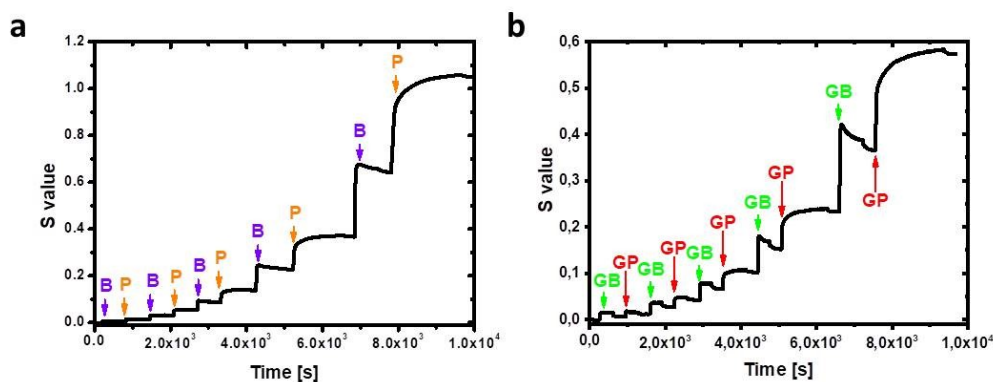 a
S value
1.2
1.0
0.8
0.6
0.4
0.2
0.0
B P B P B P B P B P
0.0 2.0x10³ 4.0x10³ 6.0x10³ 8.0x10³ 1.0x10⁴
Time [s]
b
S value
0,6
0,5
0,4
0,3
0,2
0,1
0,0
GB GP GB GP GB GP GB GP GB GP
0,0 2,0x10³ 4,0x10³ 6,0x10³ 8,0x10³ 1,0x10⁴
Time [s]